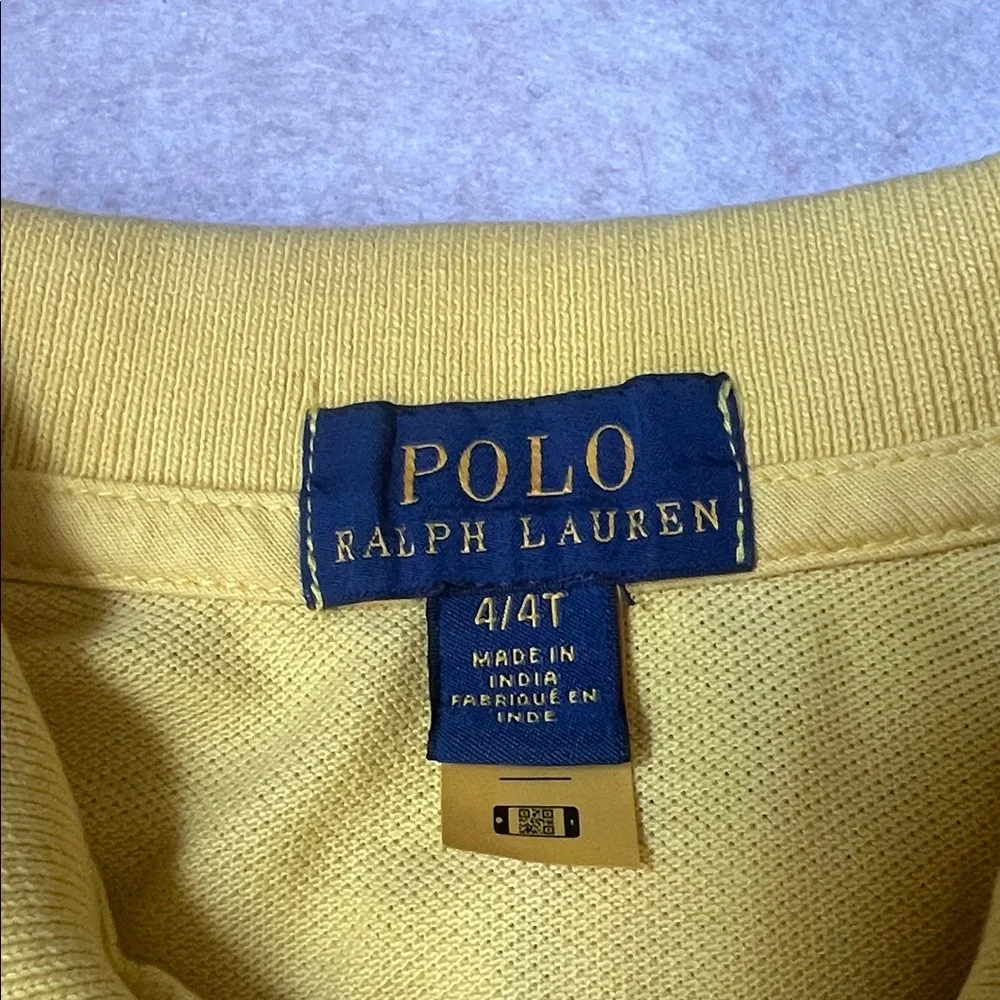 POLO
RALPH LAUREN
4/4T
MADE IN
INDIA
FABRIQUÉ EN
INDE